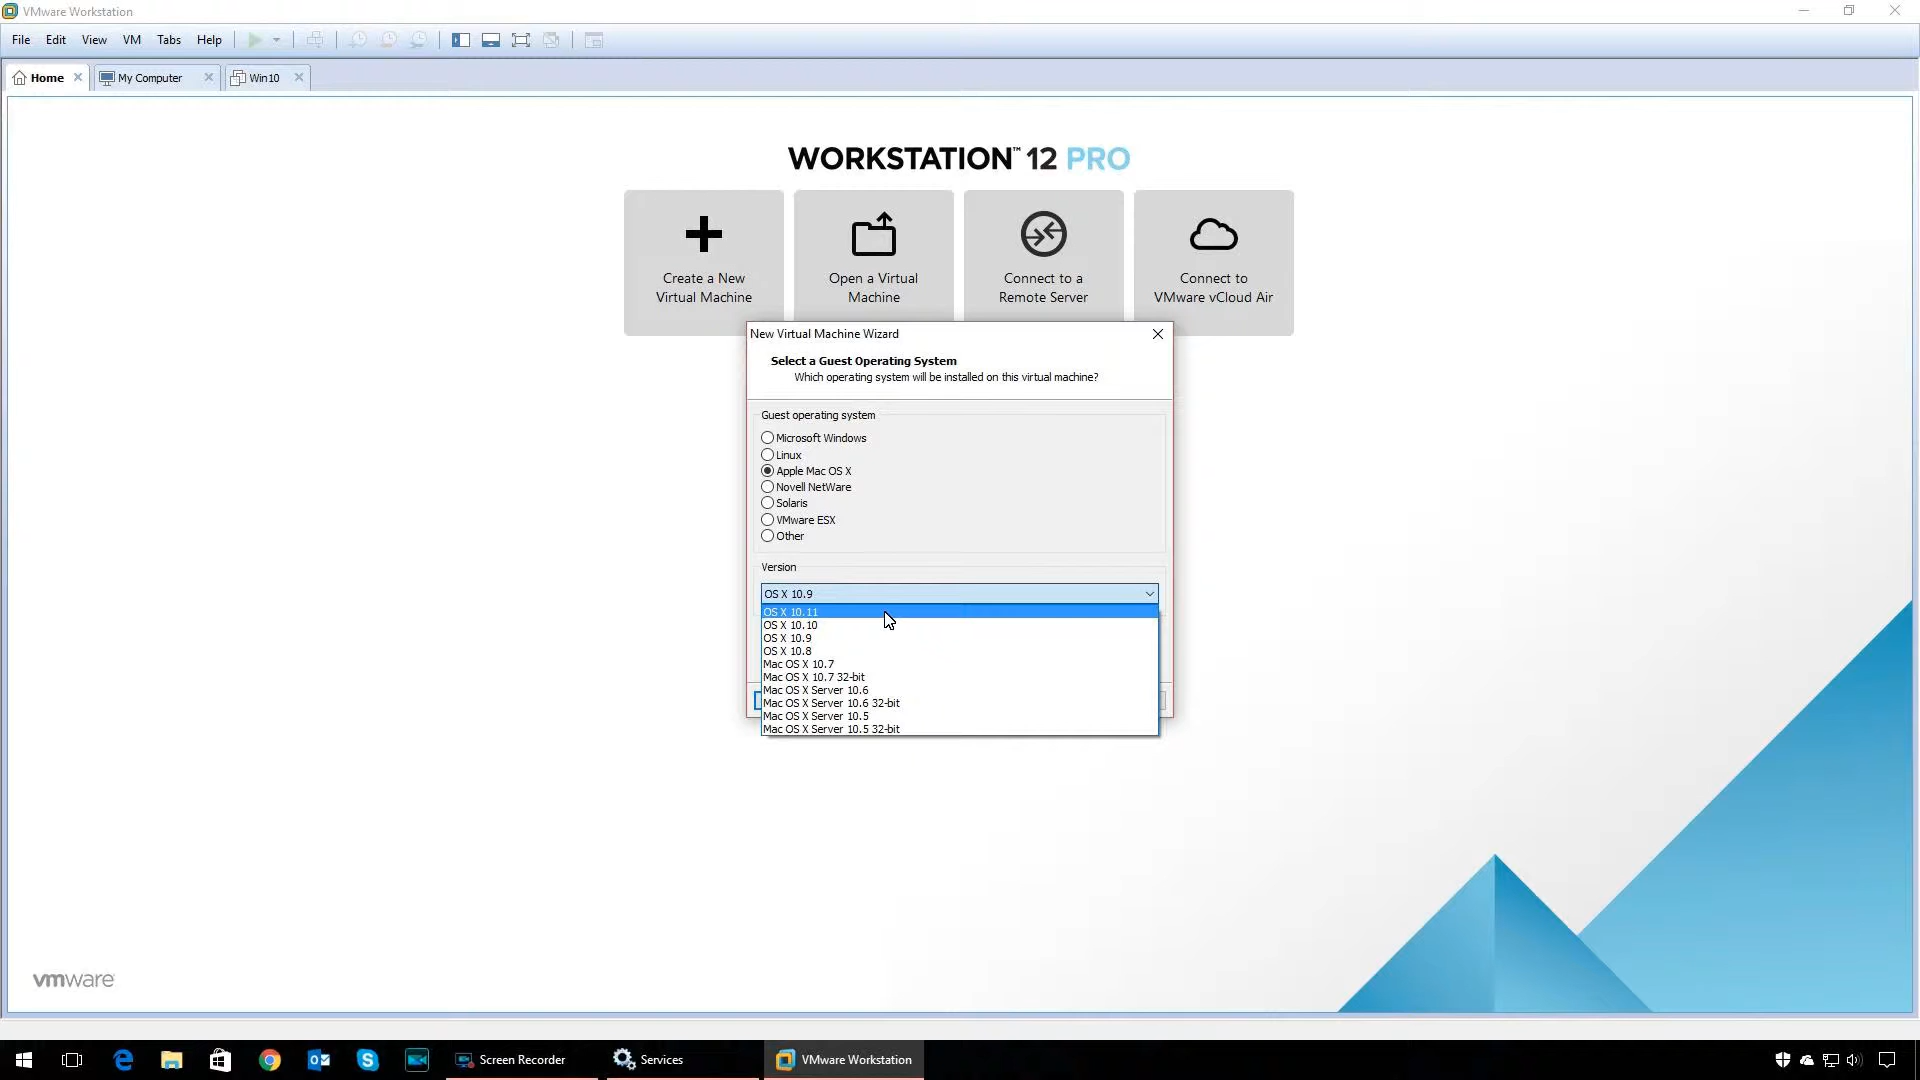 VMware Workstation
File Edit View VM Tabs Help
Home My Computer Win10
WORKSTATION™ 12 PRO
Create a New
Virtual Machine
Open a Virtual
Machine
Connect to a
Remote Server
Connect to
VMware vCloud Air
New Virtual Machine Wizard
Select a Guest Operating System
Which operating system will be installed on this virtual machine?
Guest operating system
Microsoft Windows
Linux
Apple Mac OS X
Novell NetWare
Solaris
VMware ESX
Other
Version
OS X 10.9
OS X 10.11
OS X 10.10
OS X 10.9
OS X 10.8
Mac OS X 10.7
Mac OS X 10.7 32-bit
Mac OS X Server 10.6
Mac OS X Server 10.6 32-bit
Mac OS X Server 10.5
Mac OS X Server 10.5 32-bit
vmware
Screen Recorder Services VMware Workstation